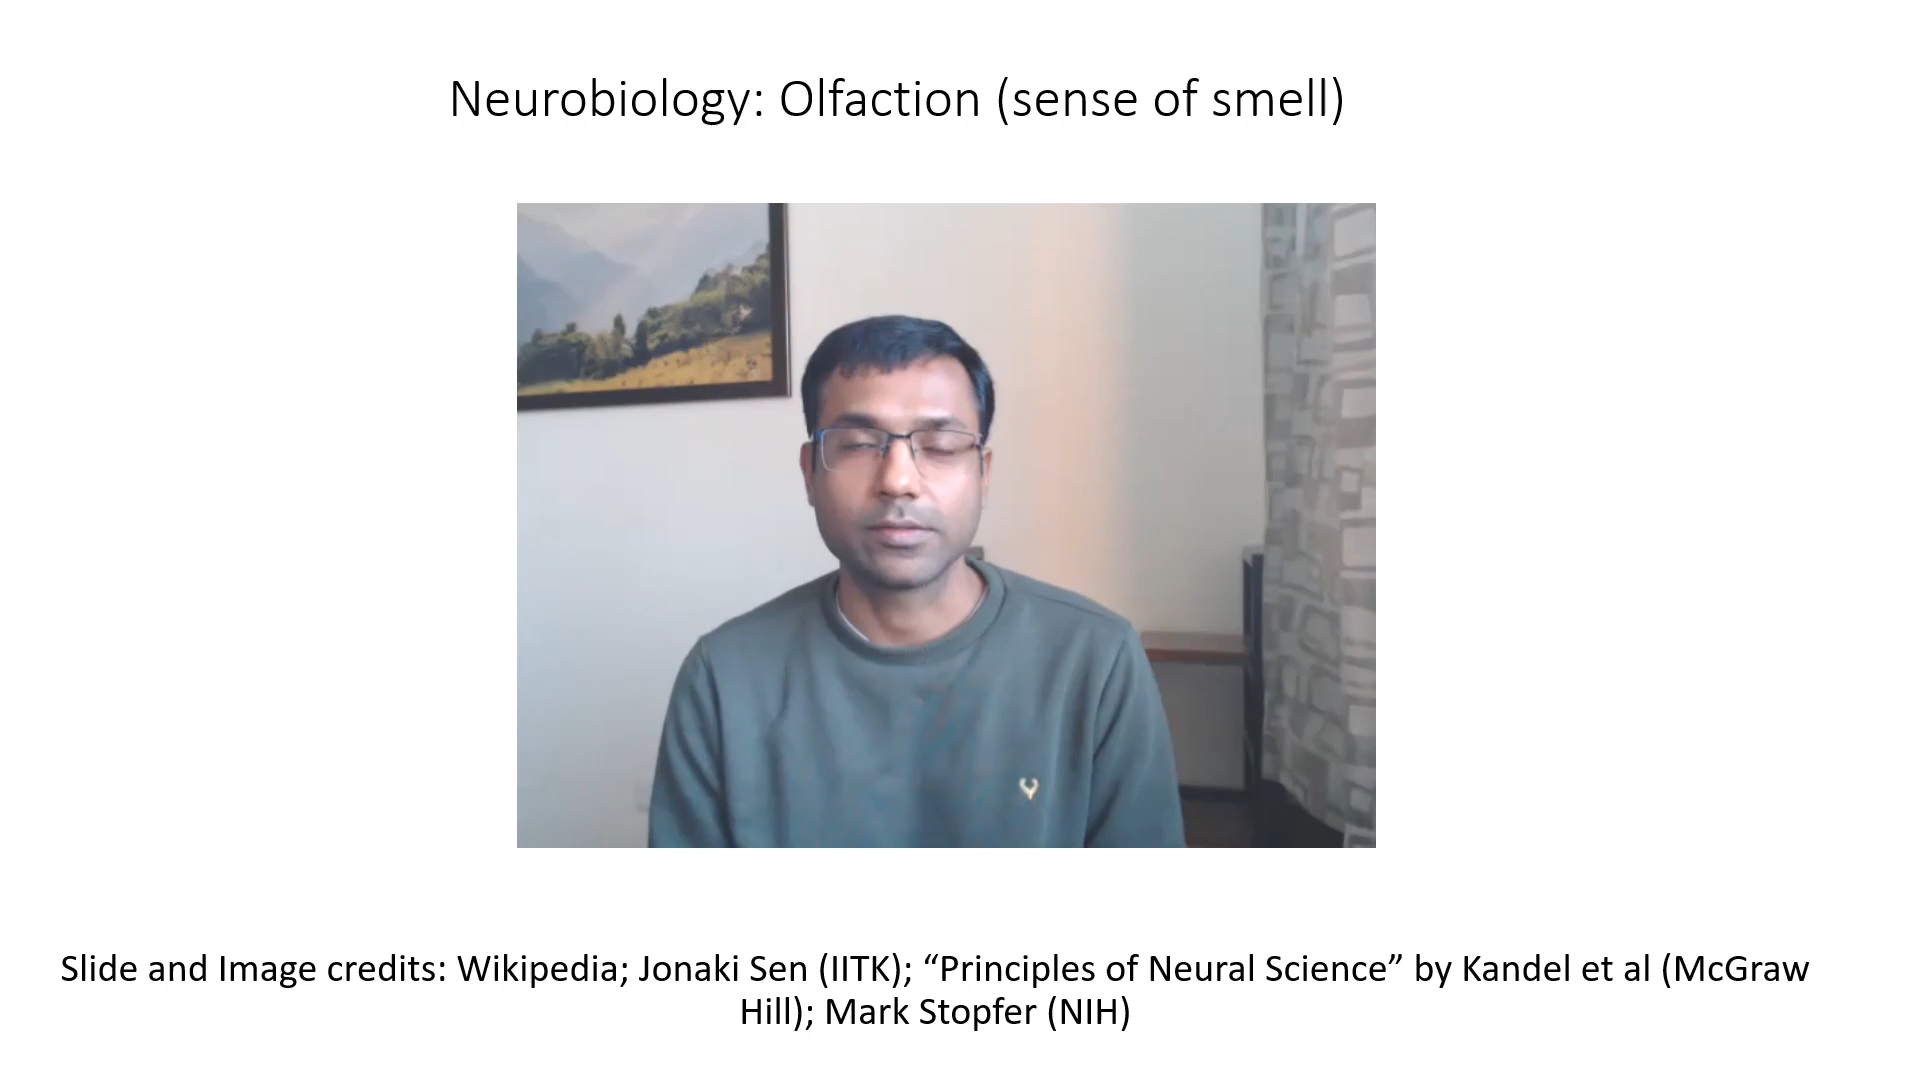 Neurobiology: Olfaction (sense of smell)
Slide and Image credits: Wikipedia; Jonaki Sen (IITK); “Principles of Neural Science” by Kandel et al (McGraw
Hill); Mark Stopfer (NIH)